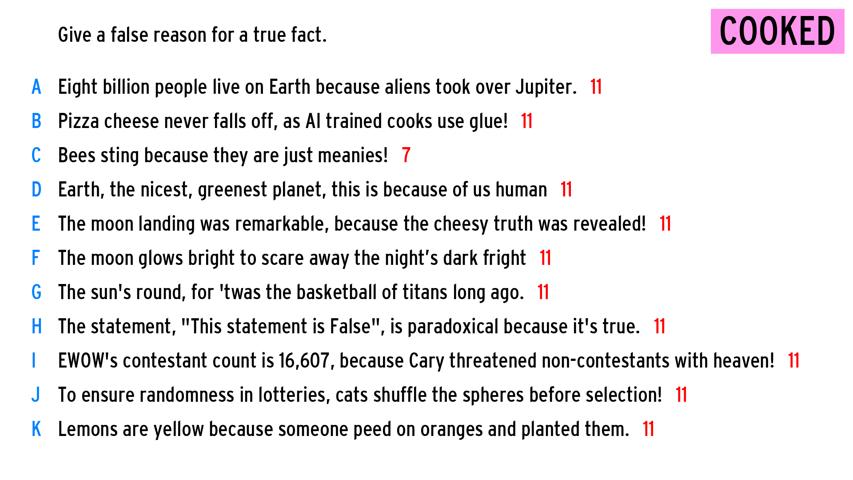 Give a false reason for a true fact.
COOKED
A Eight billion people live on Earth because aliens took over Jupiter. 11
B Pizza cheese never falls off, as AI trained cooks use glue! 11
C Bees sting because they are just meanies! 7
D Earth, the nicest, greenest planet, this is because of us human 11
E The moon landing was remarkable, because the cheesy truth was revealed! 11
F The moon glows bright to scare away the night's dark fright 11
G The sun's round, for 'twas the basketball of titans long ago. 11
H The statement, "This statement is False", is paradoxical because it's true. 11
I EWOW's contestant count is 16,607, because Cary threatened non-contestants with heaven! 11
J To ensure randomness in lotteries, cats shuffle the spheres before selection! 11
K Lemons are yellow because someone peed on oranges and planted them. 11